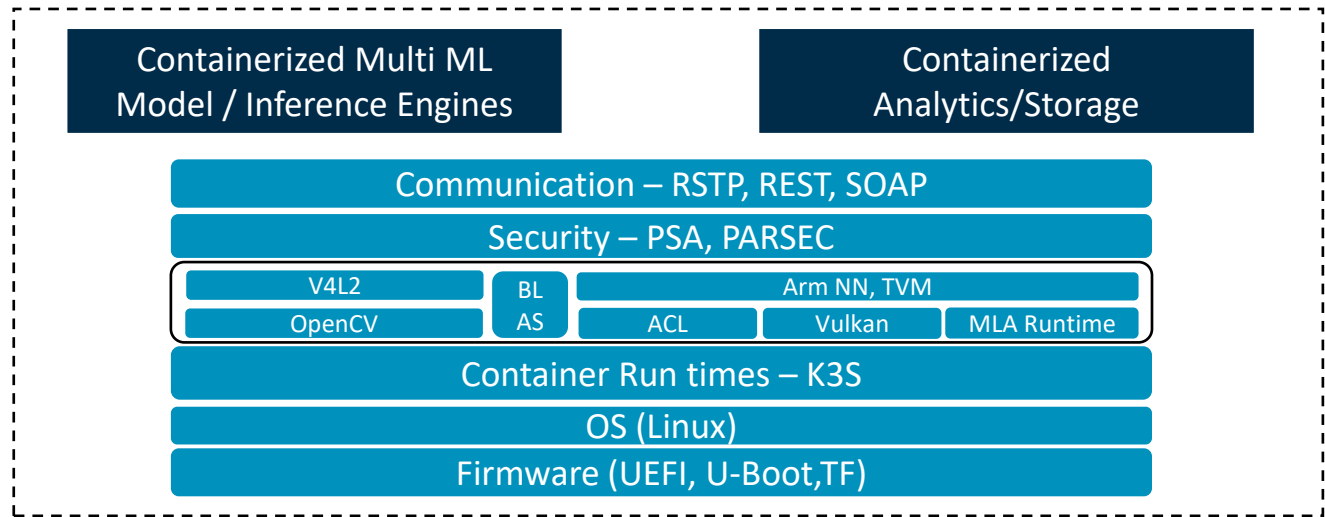 Containerized Multi ML
Model / Inference Engines
Containerized
Analytics/Storage
Communication – RSTP, REST, SOAP
Security – PSA, PARSEC
V4L2
OpenCV
BL
AS
Arm NN, TVM
ACL
Vulkan
MLA Runtime
Container Run times – K3S
OS (Linux)
Firmware (UEFI, U-Boot,TF)